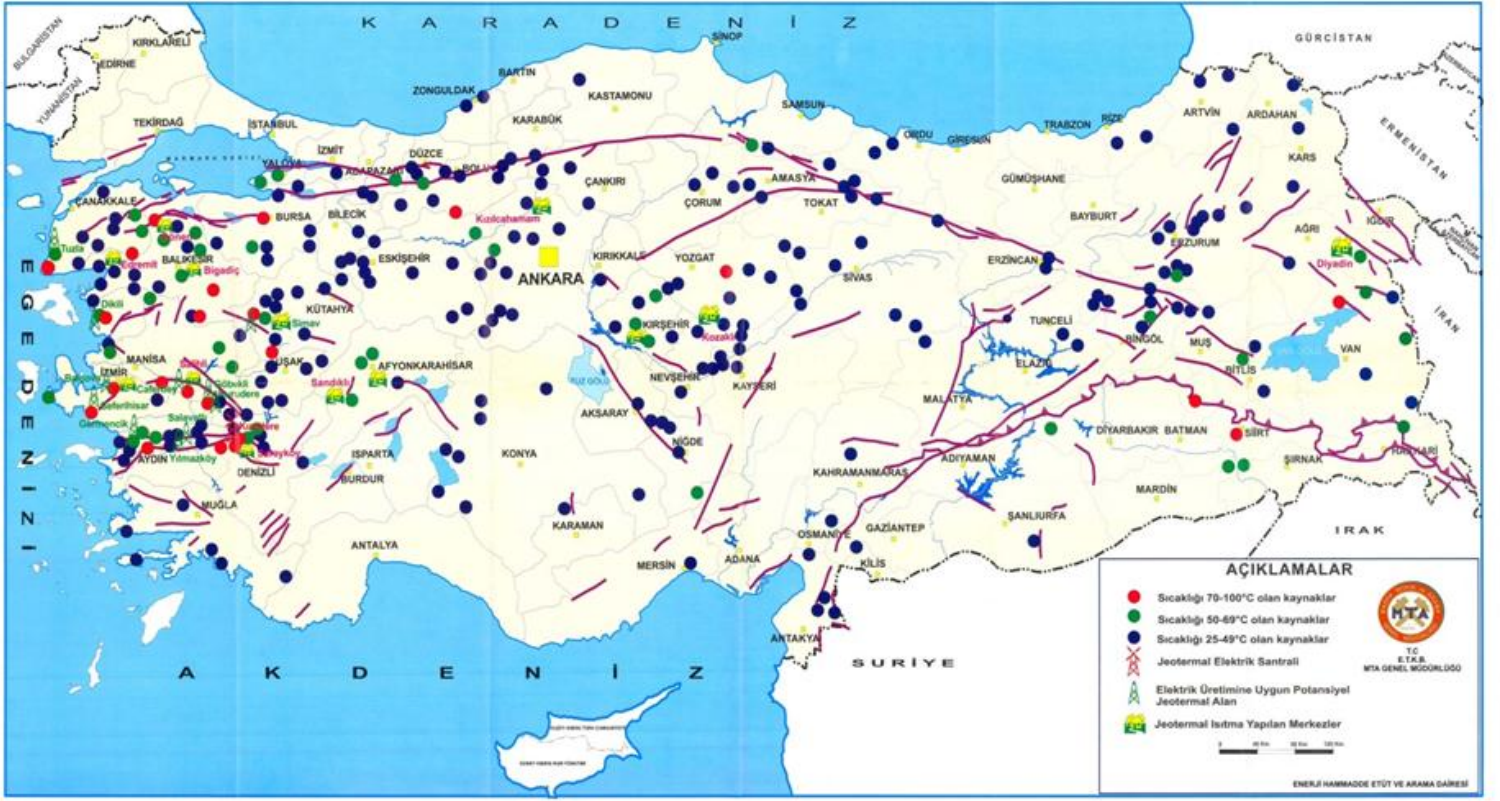 K A R A D E N İ Z
BULGARİSTAN
YUNANİSTAN
GÜRCİSTAN
ERMENİSTAN
İRAN
IRAK
SURİYE
E G E D E N İ Z İ
A K D E N İ Z
KIRKLARELİ
EDİRNE
TEKİRDAĞ
İSTANBUL
ZONGULDAK
BARTIN
KASTAMONU
SİNOP
KARABÜK
SAMSUN
ORDU
GİRESUN
TRABZON
RİZE
ARTVİN
ARDAHAN
KARS
YALOVA
İZMİT
ADAPAZARI
DÜZCE
BOLU
ÇANKIRI
ÇORUM
AMASYA
TOKAT
GÜMÜŞHANE
BAYBURT
ERZURUM
AĞRI
IĞDIR
ÇANAKKALE
BURSA
BİLECİK
Kızılcahamam
Gönen
Tuzla
Edremit
BALIKESİR
Bigadiç
ESKİŞEHİR
ANKARA
KIRIKKALE
YOZGAT
SİVAS
ERZİNCAN
Diyadin
Dikili
KÜTAHYA
Simav
KIRŞEHİR
Kozaklı
TUNCELİ
BİNGÖL
MUŞ
VAN
MANİSA
Salihli
UŞAK
AFYONKARAHİSAR
ELAZIĞ
BİTLİS
İZMİR
Balçova
Göbekli
Sandıklı
TUZ GÖLÜ
NEVŞEHİR
KAYSERİ
MALATYA
Seferihisar
AKSARAY
Germencik
Salavatlı
Kızıldere
NİĞDE
DİYARBAKIR
BATMAN
SİİRT
AYDIN
Yılmazköy
Sarayköy
DENİZLİ
ISPARTA
BURDUR
KONYA
KAHRAMANMARAŞ
ADIYAMAN
ŞIRNAK
HAKKARİ
MUĞLA
MARDİN
KARAMAN
ŞANLIURFA
GAZİANTEP
OSMANİYE
ANTALYA
MERSİN
ADANA
KİLİS
ANTAKYA
AÇIKLAMALAR
Sıcaklığı 70-100°C olan kaynaklar
Sıcaklığı 50-69°C olan kaynaklar
Sıcaklığı 25-49°C olan kaynaklar
Jeotermal Elektrik Santrali
Elektrik Üretimine Uygun Potansiyel
Jeotermal Alan
Jeotermal Isıtma Yapılan Merkezler
MTA
T.C
E.T.K.B.
MTA GENEL MÜDÜRLÜĞÜ
ENERJİ HAMMADDE ETÜT VE ARAMA DAİRESİ